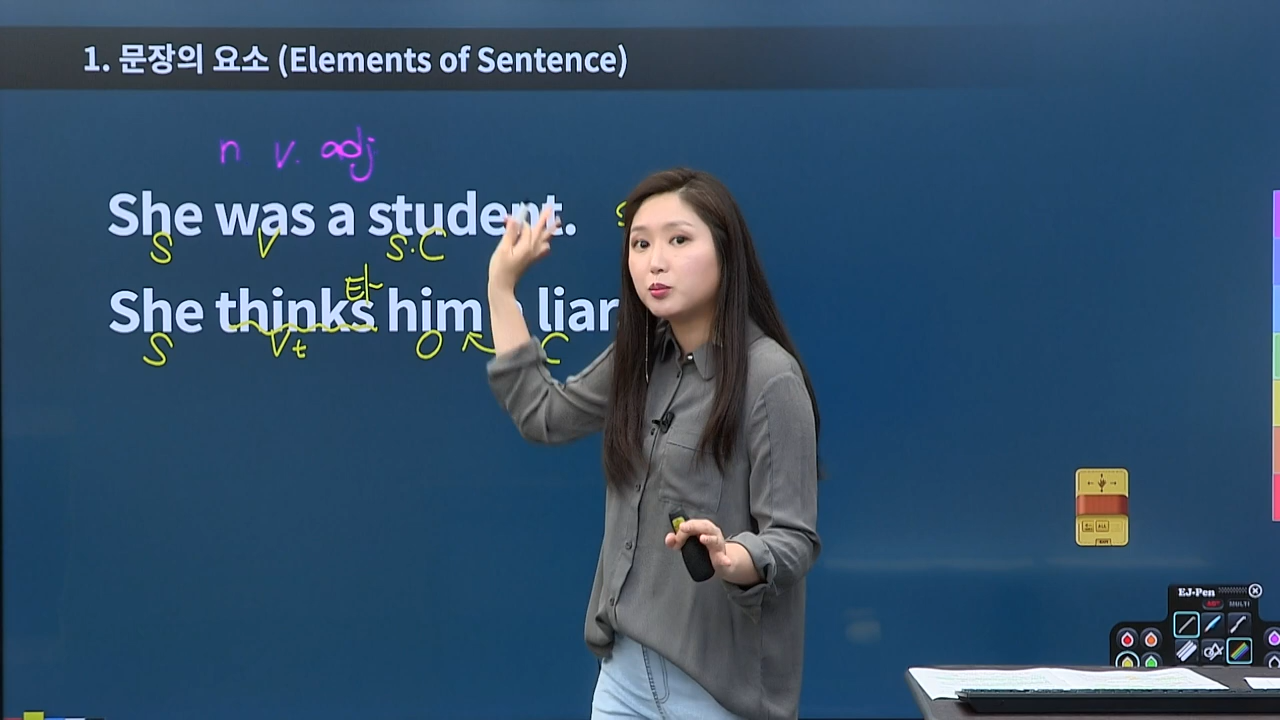 1. 문장의 요소 (Elements of Sentence)
n v. adj
She was a student.
S V S.C
타
She thinks him liar
S Vt O C
EJ-Pen
MULTI